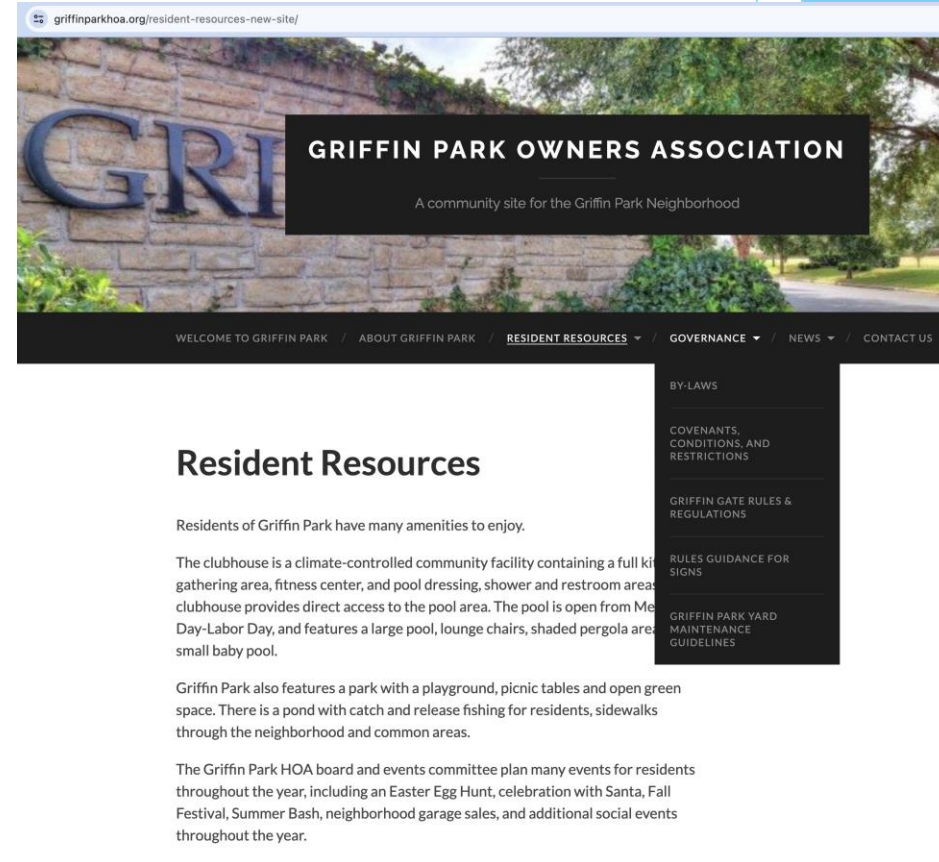 griffinparkhoa.org/resident-resources-new-site/
GRI
GRIFFIN PARK OWNERS ASSOCIATION
A community site for the Griffin Park Neighborhood
WELCOME TO GRIFFIN PARK / ABOUT GRIFFIN PARK / RESIDENT RESOURCES / GOVERNANCE / NEWS / CONTACT US
BY-LAWS
COVENANTS,
CONDITIONS, AND
RESTRICTIONS
GRIFFIN GATE RULES &
REGULATIONS
RULES GUIDANCE FOR
SIGNS
GRIFFIN PARK YARD
MAINTENANCE
GUIDELINES
Resident Resources
Residents of Griffin Park have many amenities to enjoy.
The clubhouse is a climate-controlled community facility containing a full
gathering area, fitness center, and pool dressing, shower and restroom
clubhouse provides direct access to the pool area. The pool is open from
Day-Labor Day, and features a large pool, lounge chairs, shaded pergola
small baby pool.
Griffin Park also features a park with a playground, picnic tables and open green
space. There is a pond with catch and release fishing for residents, sidewalks
through the neighborhood and common areas.
The Griffin Park HOA board and events committee plan many events for residents
throughout the year, including an Easter Egg Hunt, celebration with Santa, Fall
Festival, Summer Bash, neighborhood garage sales, and additional social events
throughout the year.